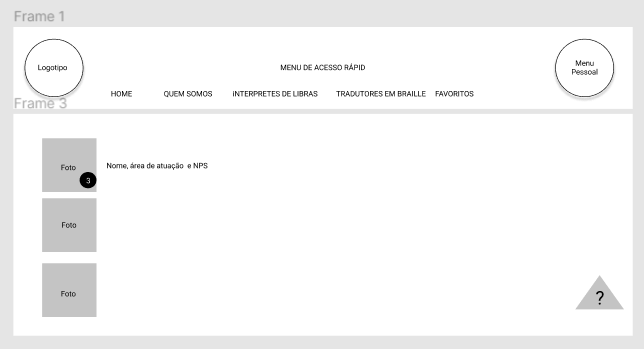 Frame 1
Logotipo
MENU DE ACESSO RÁPID
Menu
Pessoal
HOME QUEM SOMOS iNTERPRETES DE LIBRAS TRADUTORES EM BRAILLE FAVORITOS
Frame 3
Foto
3
Nome, área de atuação e NPS
Foto
Foto
?